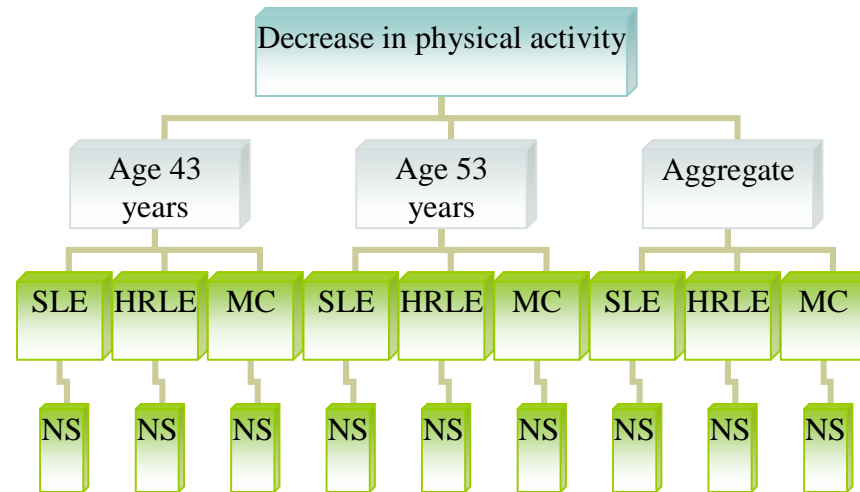 Decrease in physical activity
Age 43
years
Age 53
years
Aggregate
SLE HRLE MC SLE HRLE MC SLE HRLE MC
NS NS NS NS NS NS NS NS NS